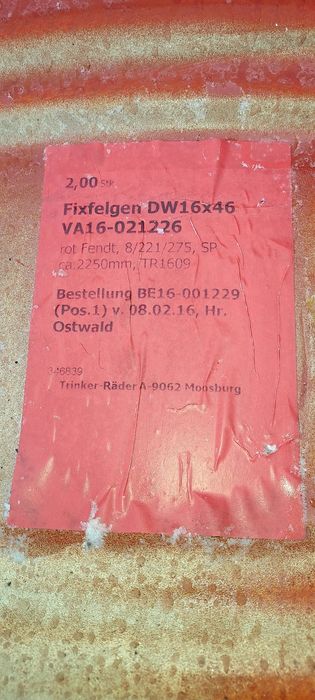 2,00 Stk
Fixfelgen DW16x46
VA16-021226
rot Fendt, 8/221/275, SP
ca.2250mm, TR1609
Bestellung BE16-001229
(Pos.1) v. 08.02.16, Hr.
Ostwald
346839
Trinker-Räder A-9062 Moosburg